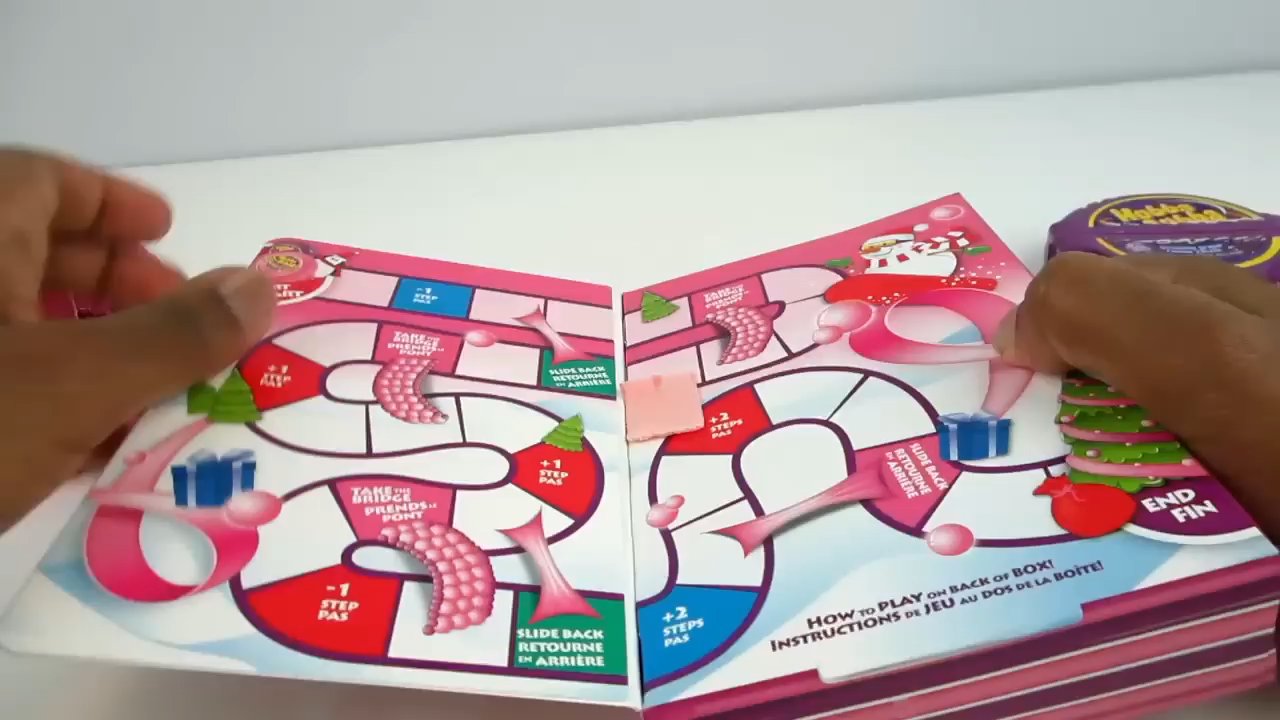 Hubba
Bubba
-1
STEP
PAS
TAKE THE
BRIDGE
PRENDS LE
PONT
SLIDE BACK
RETOURNE
EN ARRIÈRE
+1
STEP
PAS
+1
STEP
PAS
TAKE THE
BRIDGE
PRENDS LE
PONT
-1
STEP
PAS
SLIDE BACK
RETOURNE
EN ARRIÈRE
TAKE THE
BRIDGE
PRENDS LE
PONT
+2
STEPS
PAS
SLIDE BACK
RETOURNE
EN ARRIÈRE
+2
STEPS
PAS
END
FIN
HOW TO PLAY ON BACK OF BOX!
INSTRUCTIONS DE JEU AU DOS DE LA BOÎTE!